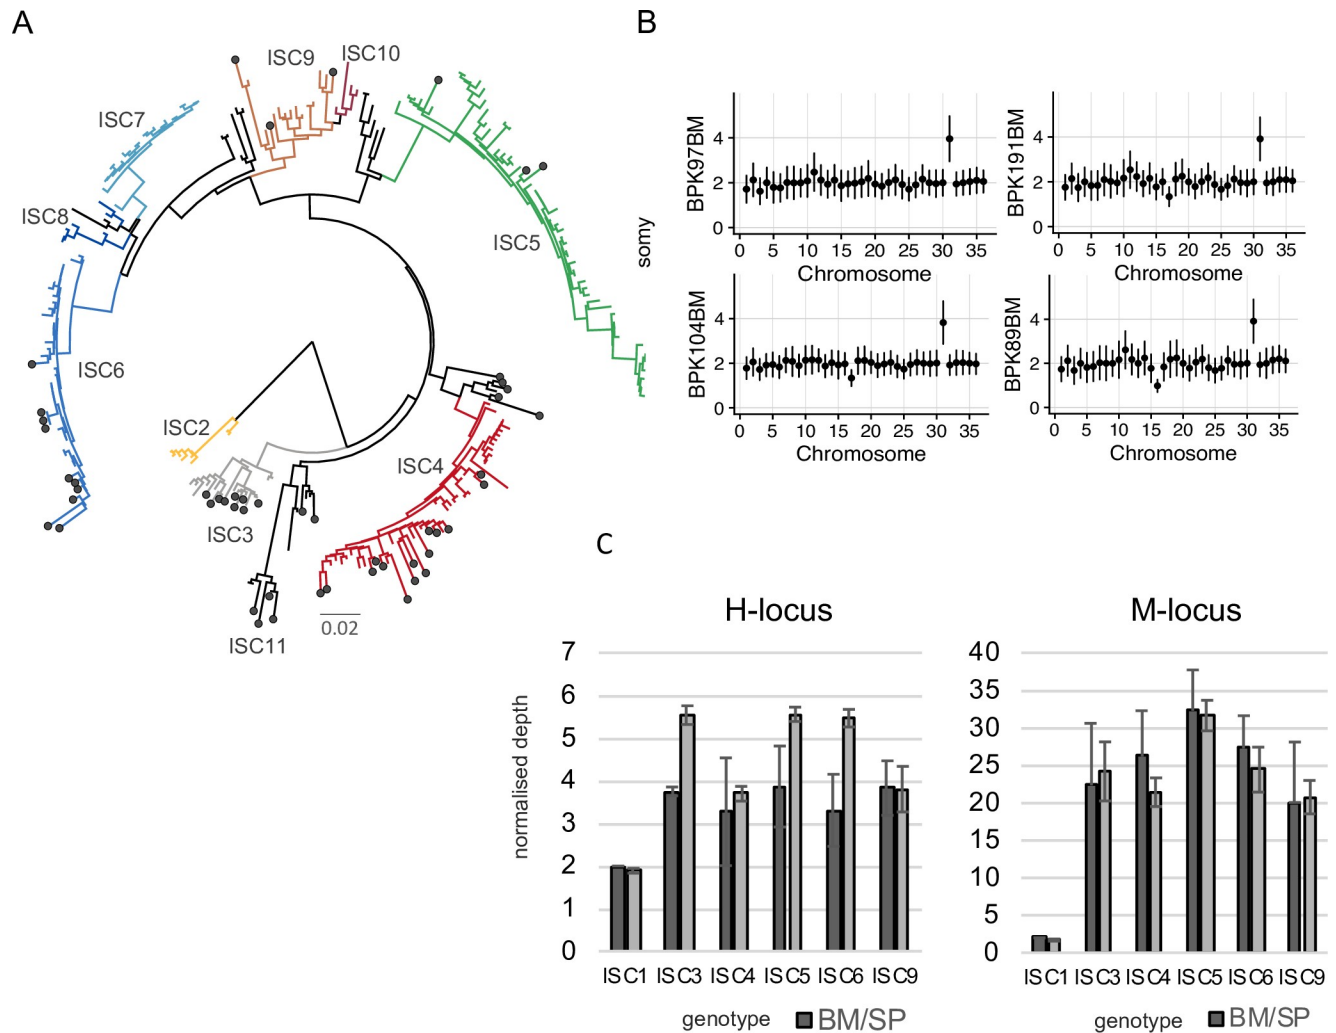 A
ISC9
ISC10
ISC7
ISC8
ISC5
ISC6
ISC2
ISC4
ISC3
ISC11
0.02
B
somy
BPK97BM
4
2
0
0 5 10 15 20 25 30 35
Chromosome
BPK191BM
4
2
0
0 5 10 15 20 25 30 35
Chromosome
BPK104BM
4
2
0
0 5 10 15 20 25 30 35
Chromosome
BPK89BM
4
2
0
0 5 10 15 20 25 30 35
Chromosome
C
H-locus
normalised depth
7
6
5
4
3
2
1
0
ISC1 ISC3 ISC4 ISC5 ISC6 ISC9
genotype BM/SP
M-locus
40
35
30
25
20
15
10
5
0
ISC1 ISC3 ISC4 ISC5 ISC6 ISC9
genotype BM/SP